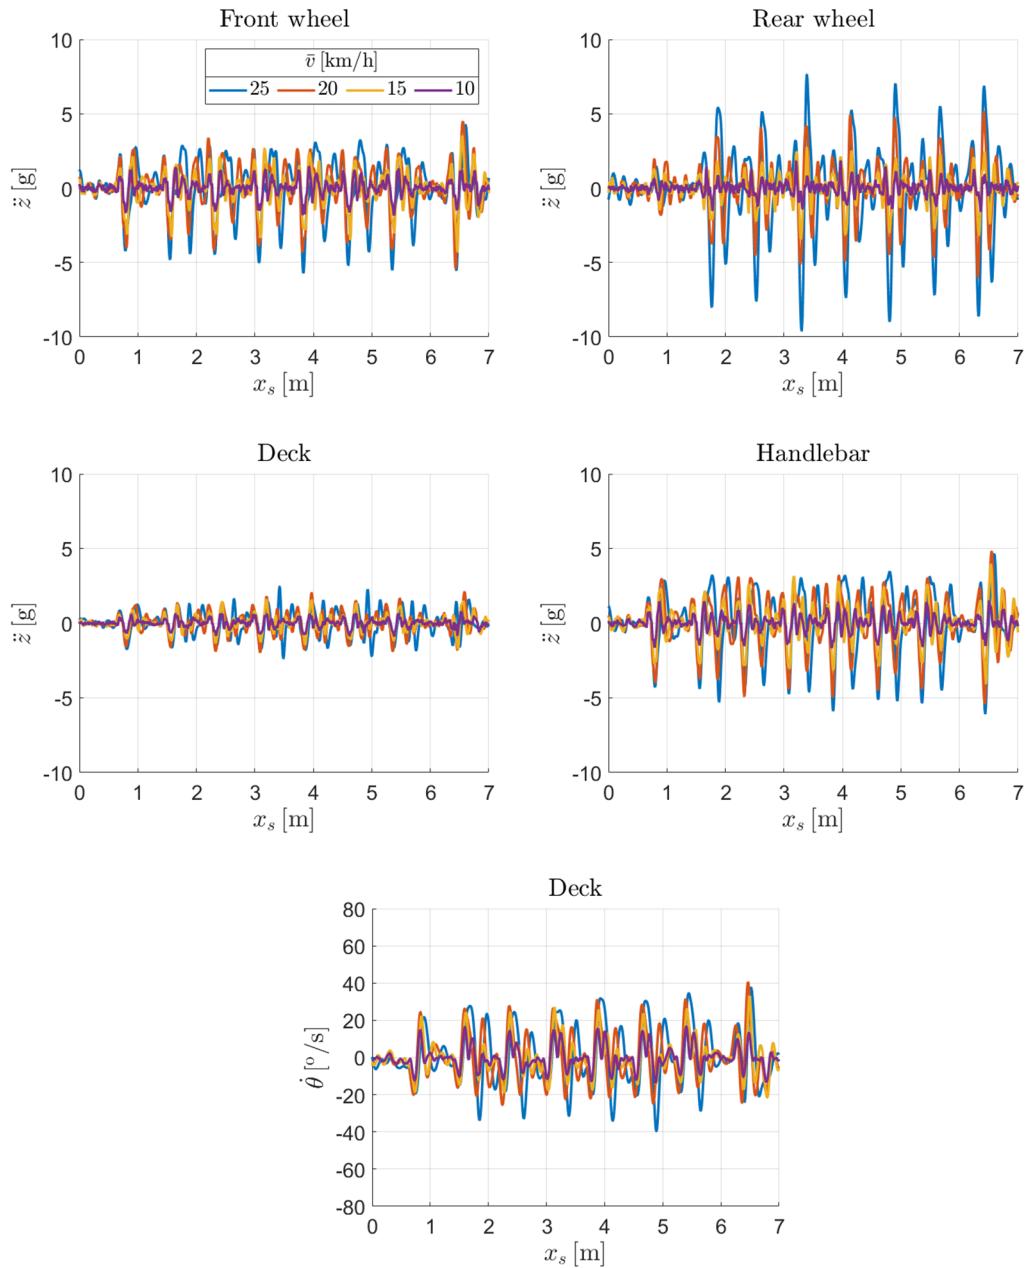 Front wheel
10
5
0
-5
-10
z̈ [g]
v̄ [km/h]
25 20 15 10
0 1 2 3 4 5 6 7
xₛ [m]
Rear wheel
10
5
0
-5
-10
z̈ [g]
0 1 2 3 4 5 6 7
xₛ [m]
Deck
10
5
0
-5
-10
z̈ [g]
0 1 2 3 4 5 6 7
xₛ [m]
Handlebar
10
5
0
-5
-10
z̈ [g]
0 1 2 3 4 5 6 7
xₛ [m]
Deck
80
60
40
20
0
-20
-40
-60
-80
θ̇ [°/s]
0 1 2 3 4 5 6 7
xₛ [m]